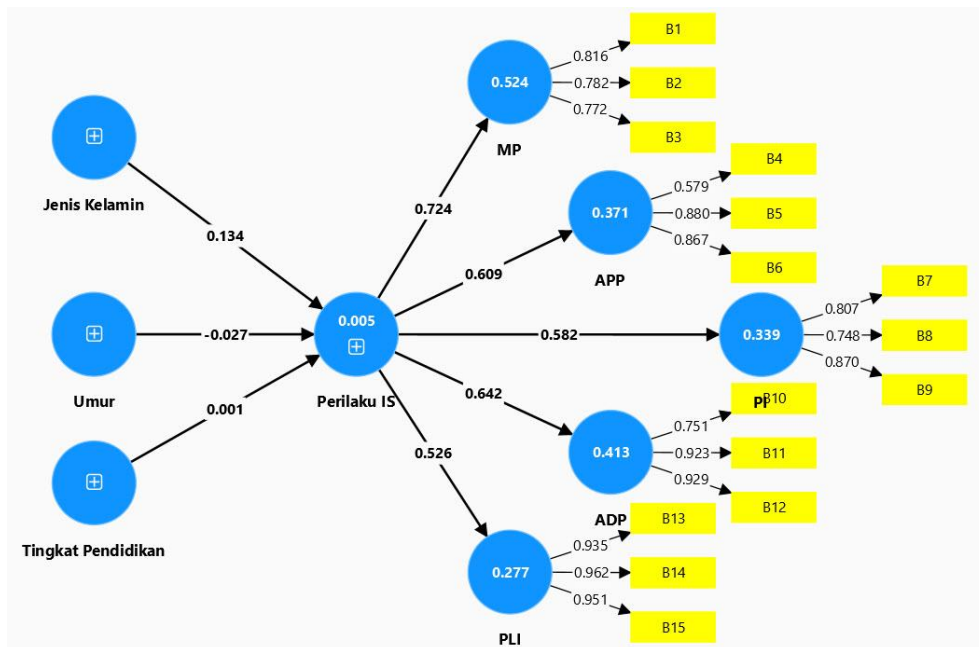 B1
0.816
0.524
0.782
B2
0.772
B3
MP
B4
0.579
0.371
0.880
B5
0.867
B6
APP
Jenis Kelamin
0.134
0.724
0.609
B7
0.807
0.005
0.582
0.339
0.748
B8
0.870
B9
PI
-0.027
Umur
Perilaku IS
0.001
0.642
0.526
B10
0.751
0.413
0.923
B11
0.929
B12
ADP
Tingkat Pendidikan
B13
0.935
0.277
0.962
B14
0.951
B15
PLI